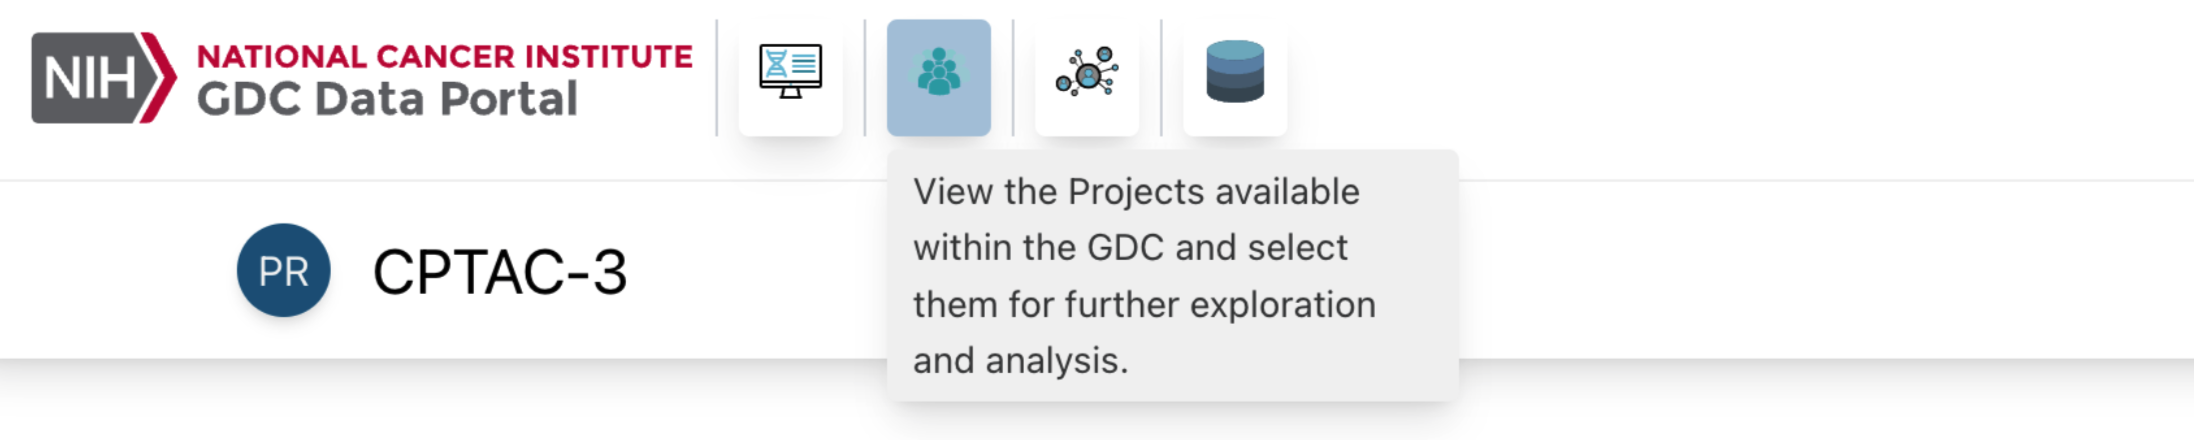 NIH
NATIONAL CANCER INSTITUTE
GDC Data Portal
PR
CPTAC-3
View the Projects available
within the GDC and select
them for further exploration
and analysis.